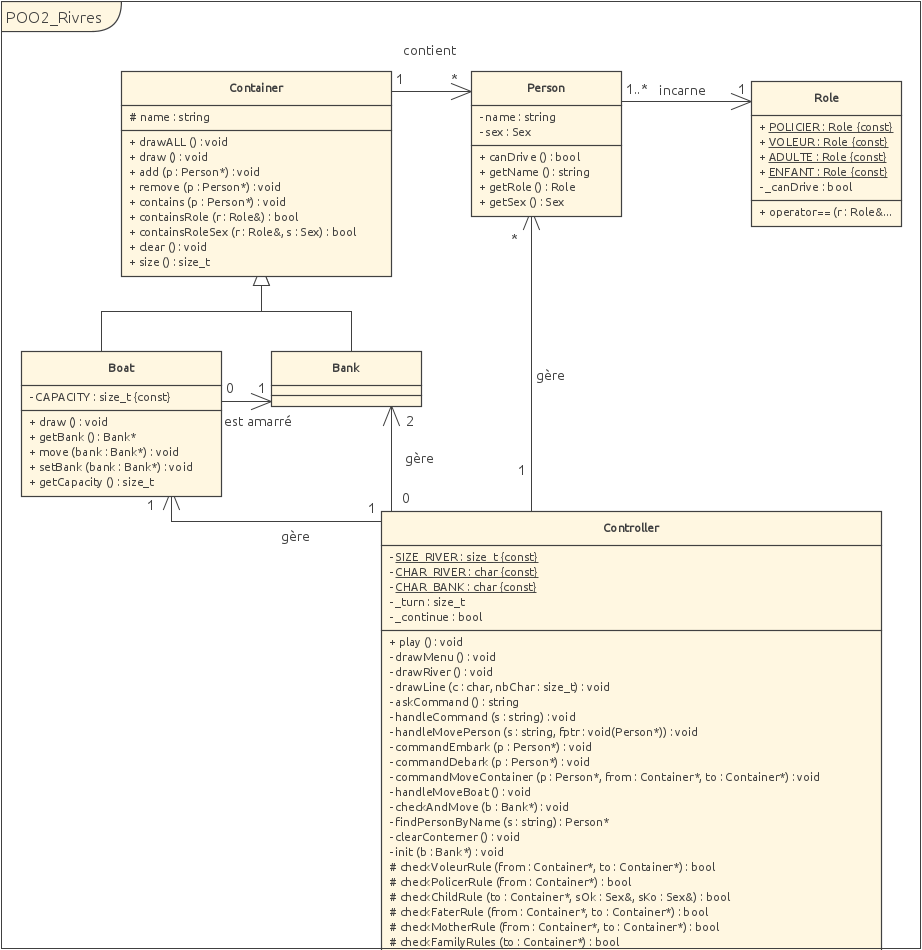 POO2_Rivres
contient
Container
1
*
# name : string
+ drawALL () : void
+ draw () : void
+ add (p : Person*) : void
+ remove (p : Person*) : void
+ contains (p : Person*) : void
+ containsRole (r : Role&) : bool
+ containsRoleSex (r : Role&, s : Sex) : bool
+ clear () : void
+ size () : size_t
Person
- name : string
- sex : Sex
+ canDrive () : bool
+ getName () : string
+ getRole () : Role
+ getSex () : Sex
1..*
incarne
1
Role
+ POLICIER : Role {const}
+ VOLEUR : Role {const}
+ ADULTE : Role {const}
+ ENFANT : Role {const}
- _canDrive : bool
+ operator== (r : Role&...
*
Boat
- CAPACITY : size_t {const}
+ draw () : void
+ getBank () : Bank*
+ move (bank : Bank*) : void
+ setBank (bank : Bank*) : void
+ getCapacity () : size_t
0
1
est amarré
Bank
gère
2
gère
1
0
1
1
gère
Controller
- SIZE_RIVER : size_t {const}
- CHAR_RIVER : char {const}
- CHAR_BANK : char {const}
- _turn : size_t
- _continue : bool
+ play () : void
- drawMenu () : void
- drawRiver () : void
- drawLine (c : char, nbChar : size_t) : void
- askCommand () : string
- handleCommand (s : string) : void
- handleMovePerson (s : string, fptr : void(Person*)) : void
- commandEmbark (p : Person*) : void
- commandDebark (p : Person*) : void
- commandMoveContainer (p : Person*, from : Container*, to : Container*) : void
- handleMoveBoat () : void
- checkAndMove (b : Bank*) : void
- findPersonByName (s : string) : Person*
- clearConterner () : void
- init (b : Bank*) : void
# checkVoleurRule (from : Container*, to : Container*) : bool
# checkPolicerRule (from : Container*) : bool
# checkChildRule (to : Container*, sOk : Sex&, sKo : Sex&) : bool
# checkFaterRule (from : Container*, to : Container*) : bool
# checkMotherRule (from : Container*, to : Container*) : bool
# checkFamilyRules (to : Container*) : bool